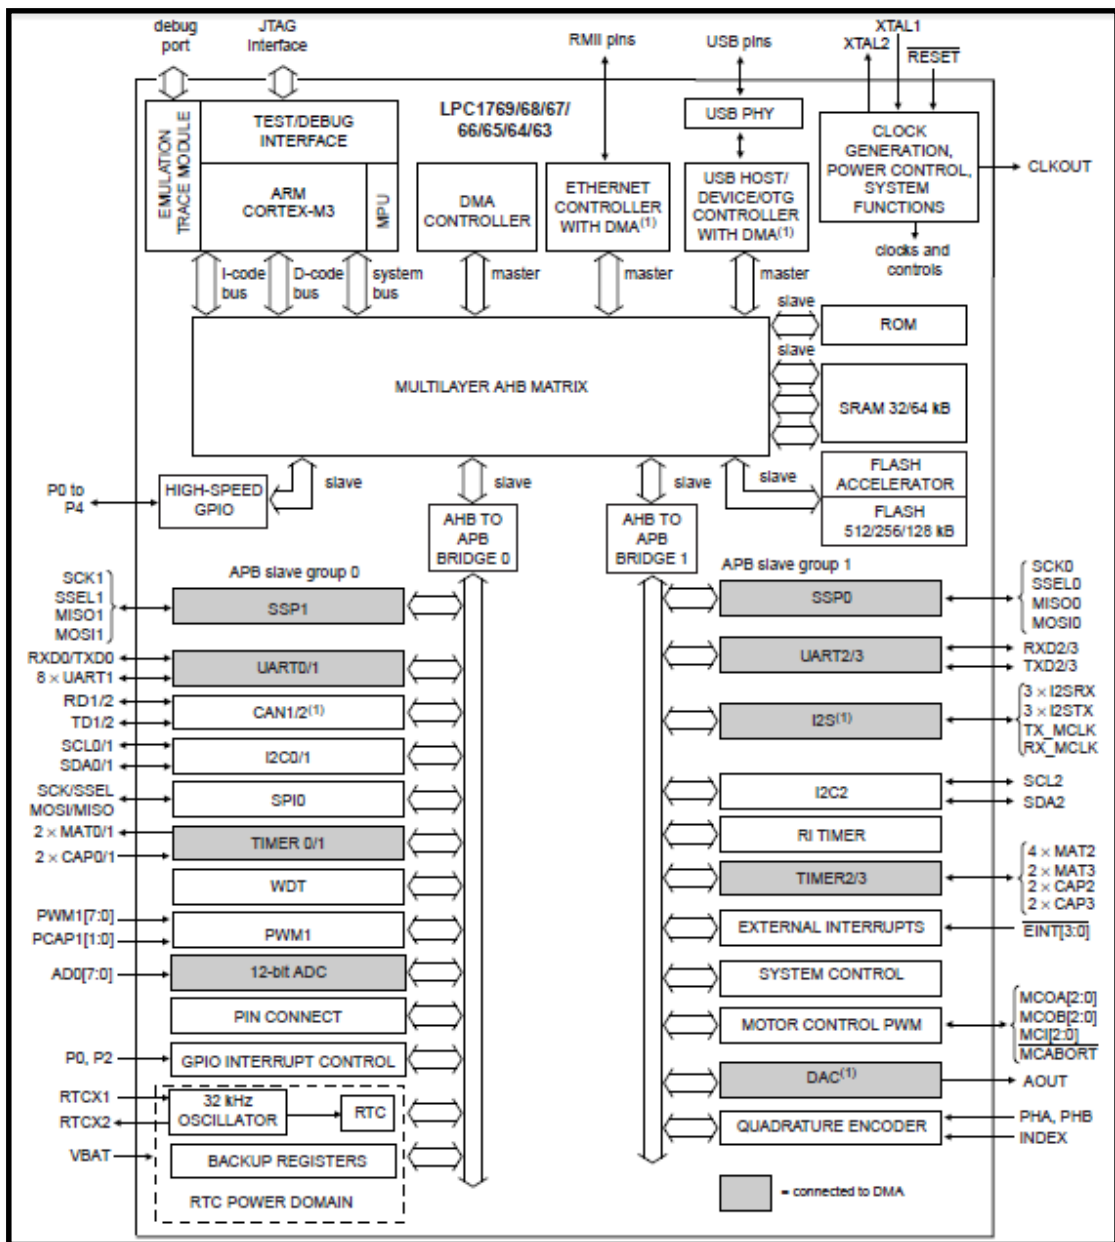 debug
port
JTAG
Interface
RMII pins
USB pins
XTAL1
XTAL2
RESET
LPC1769/68/67/
66/65/64/63
EMULATION
TRACE MODULE
TEST/DEBUG
INTERFACE
ARM
CORTEX-M3
MPU
DMA
CONTROLLER
ETHERNET
CONTROLLER
WITH DMA(1)
USB PHY
USB HOST/
DEVICE/OTG
CONTROLLER
WITH DMA(1)
CLOCK
GENERATION,
POWER CONTROL,
SYSTEM
FUNCTIONS
CLKOUT
clocks and
controls
I-code
bus
D-code
bus
system
bus
master
master
master
slave
ROM
slave
MULTILAYER AHB MATRIX
SRAM 32/64 kB
P0 to
P4
HIGH-SPEED
GPIO
slave
slave
slave
slave
FLASH
ACCELERATOR
FLASH
512/256/128 kB
AHB TO
APB
BRIDGE 0
AHB TO
APB
BRIDGE 1
APB slave group 0
SCK1
SSEL1
MISO1
MOSI1
SSP1
RXD0/TXD0
8 × UART1
UART0/1
RD1/2
TD1/2
CAN1/2(1)
SCL0/1
SDA0/1
I2C0/1
SCK/SSEL
MOSI/MISO
SPI0
2 × MAT0/1
2 × CAP0/1
TIMER 0/1
WDT
PWM1[7:0]
PCAP1[1:0]
PWM1
AD0[7:0]
12-bit ADC
PIN CONNECT
P0, P2
GPIO INTERRUPT CONTROL
RTCX1
RTCX2
32 kHz
OSCILLATOR
RTC
VBAT
BACKUP REGISTERS
RTC POWER DOMAIN
APB slave group 1
SSP0
SCK0
SSEL0
MISO0
MOSI0
UART2/3
RXD2/3
TXD2/3
I2S(1)
3 × I2SRX
3 × I2STX
TX_MCLK
RX_MCLK
I2C2
SCL2
SDA2
RI TIMER
TIMER2/3
4 × MAT2
2 × MAT3
2 × CAP2
2 × CAP3
EXTERNAL INTERRUPTS
EINT[3:0]
SYSTEM CONTROL
MOTOR CONTROL PWM
MCOA[2:0]
MCOB[2:0]
MCI[2:0]
MCABORT
DAC(1)
AOUT
QUADRATURE ENCODER
PHA, PHB
INDEX
= connected to DMA